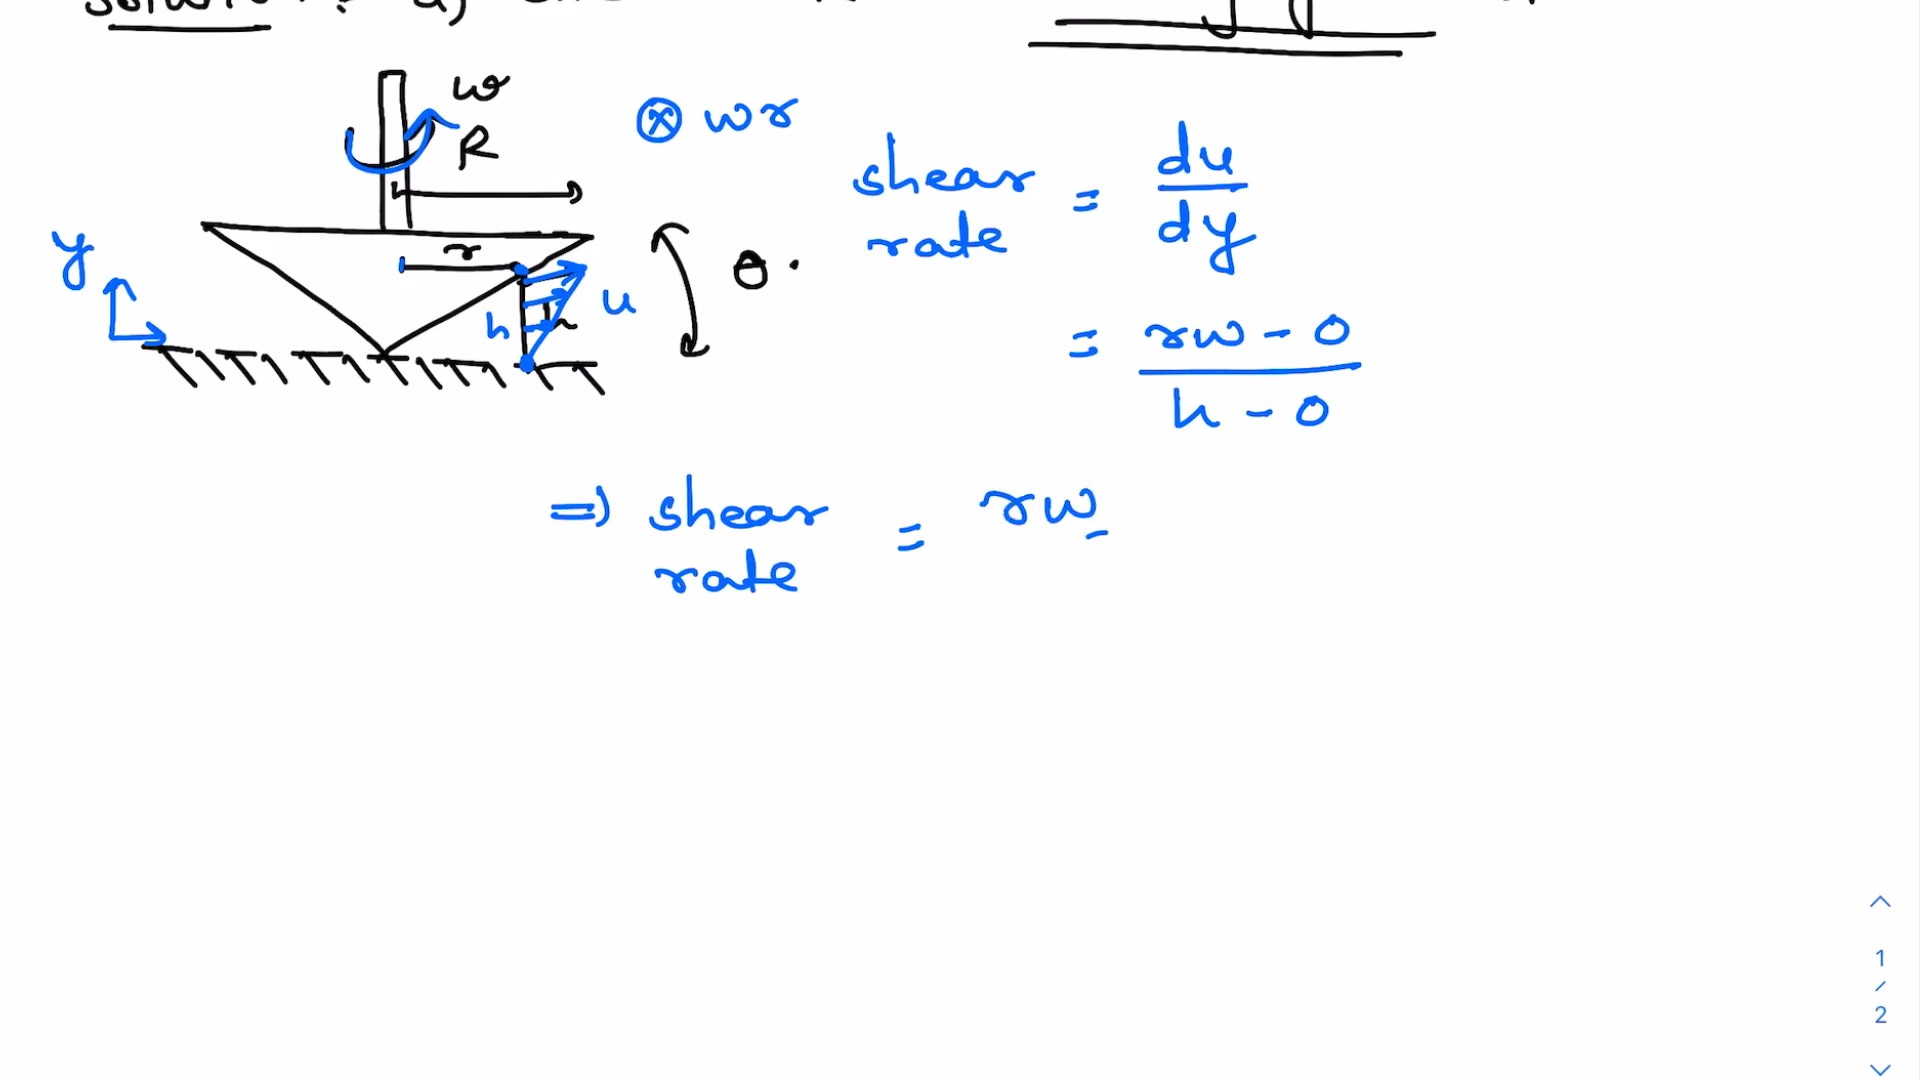 a)
ω
⊗ ωr
R
shear rate = du/dy
y
r
θ.
u
h
h
= rω - 0 / h - 0
=) shear rate = rω
1
/
2